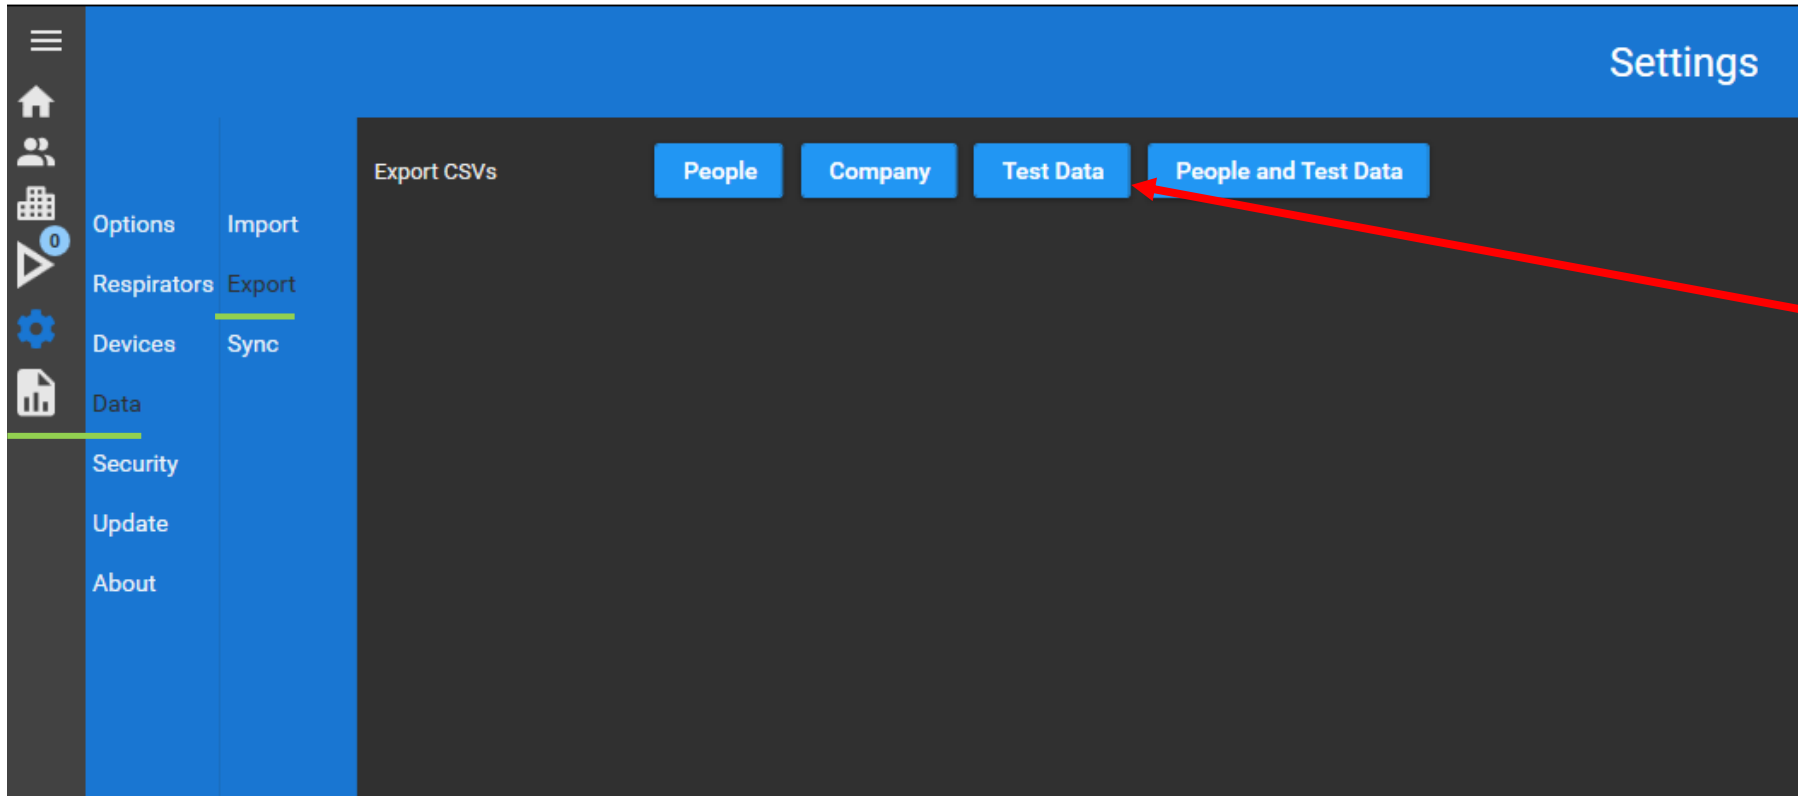 Settings
Export CSVs People Company Test Data People and Test Data
0
Options Import
Respirators Export
Devices Sync
Data
Security
Update
About